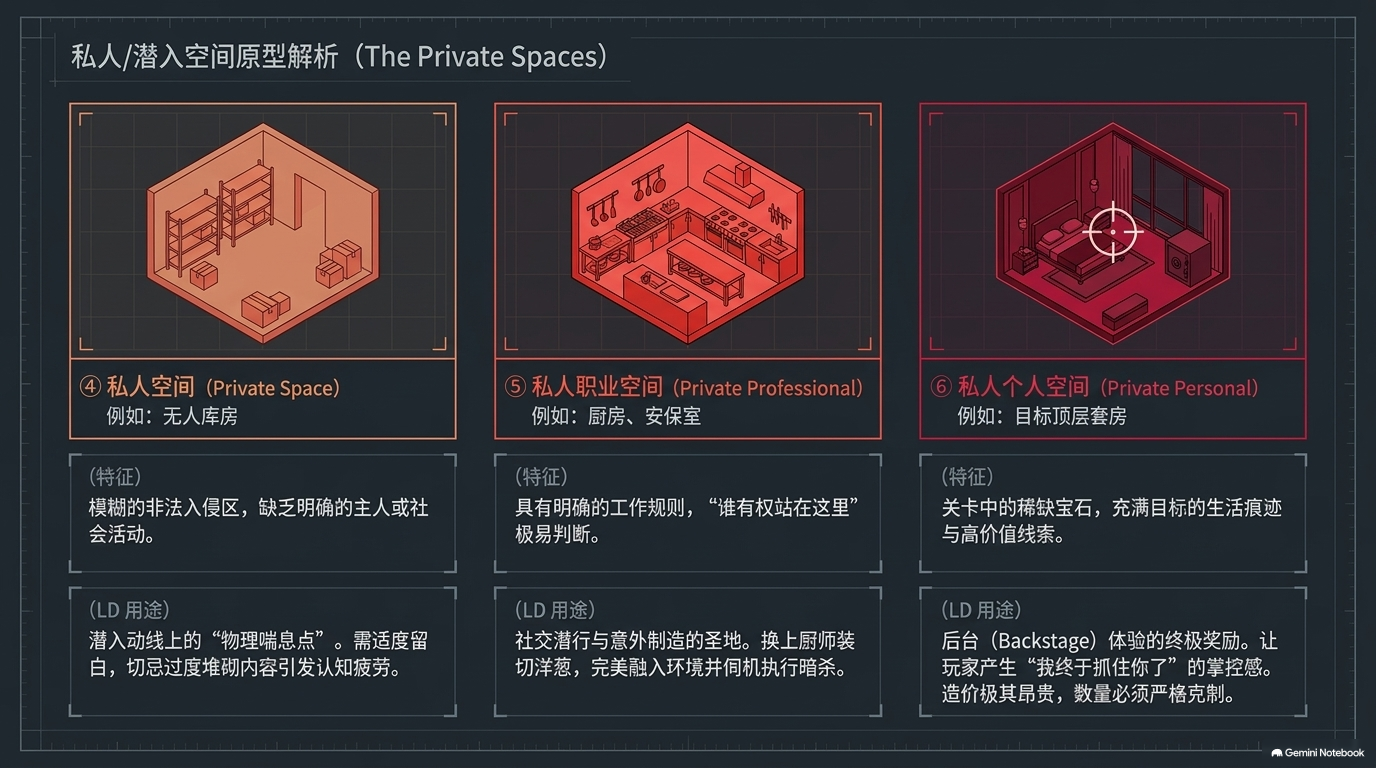 私人/潜入空间原型解析（The Private Spaces）
④ 私人空间（Private Space）
例如：无人库房
（特征）
模糊的非法入侵区，缺乏明确的主人或社
会活动。
（LD 用途）
潜入动线上的“物理喘息点”。需适度留
白，切忌过度堆砌内容引发认知疲劳。
⑤ 私人职业空间（Private Professional）
例如：厨房、安保室
（特征）
具有明确的工作规则，“谁有权站在这里”
极易判断。
（LD 用途）
社交潜行与意外制造的圣地。换上厨师装
切洋葱，完美融入环境并伺机执行暗杀。
⑥ 私人个人空间（Private Personal）
例如：目标顶层套房
（特征）
关卡中的稀缺宝石，充满目标的生活痕迹
与高价值线索。
（LD 用途）
后台（Backstage）体验的终极奖励。让
玩家产生“我终于抓住你了”的掌控感。
造价极其昂贵，数量必须严格克制。
Gemini Notebook